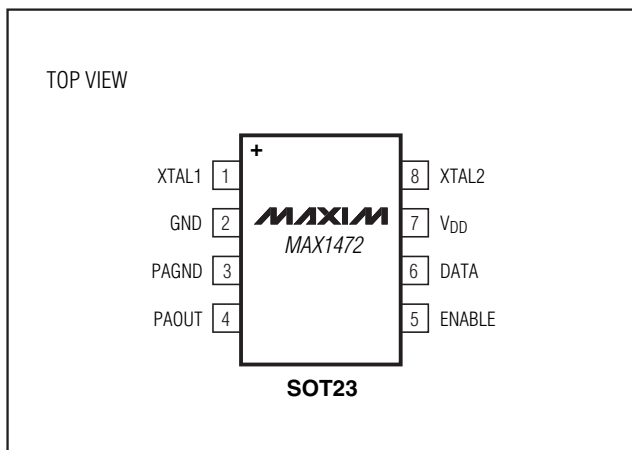 TOP VIEW
+
XTAL1 1
8 XTAL2
GND 2
MAXIM
7 VDD
MAX1472
PAGND 3
6 DATA
PAOUT 4
5 ENABLE
SOT23